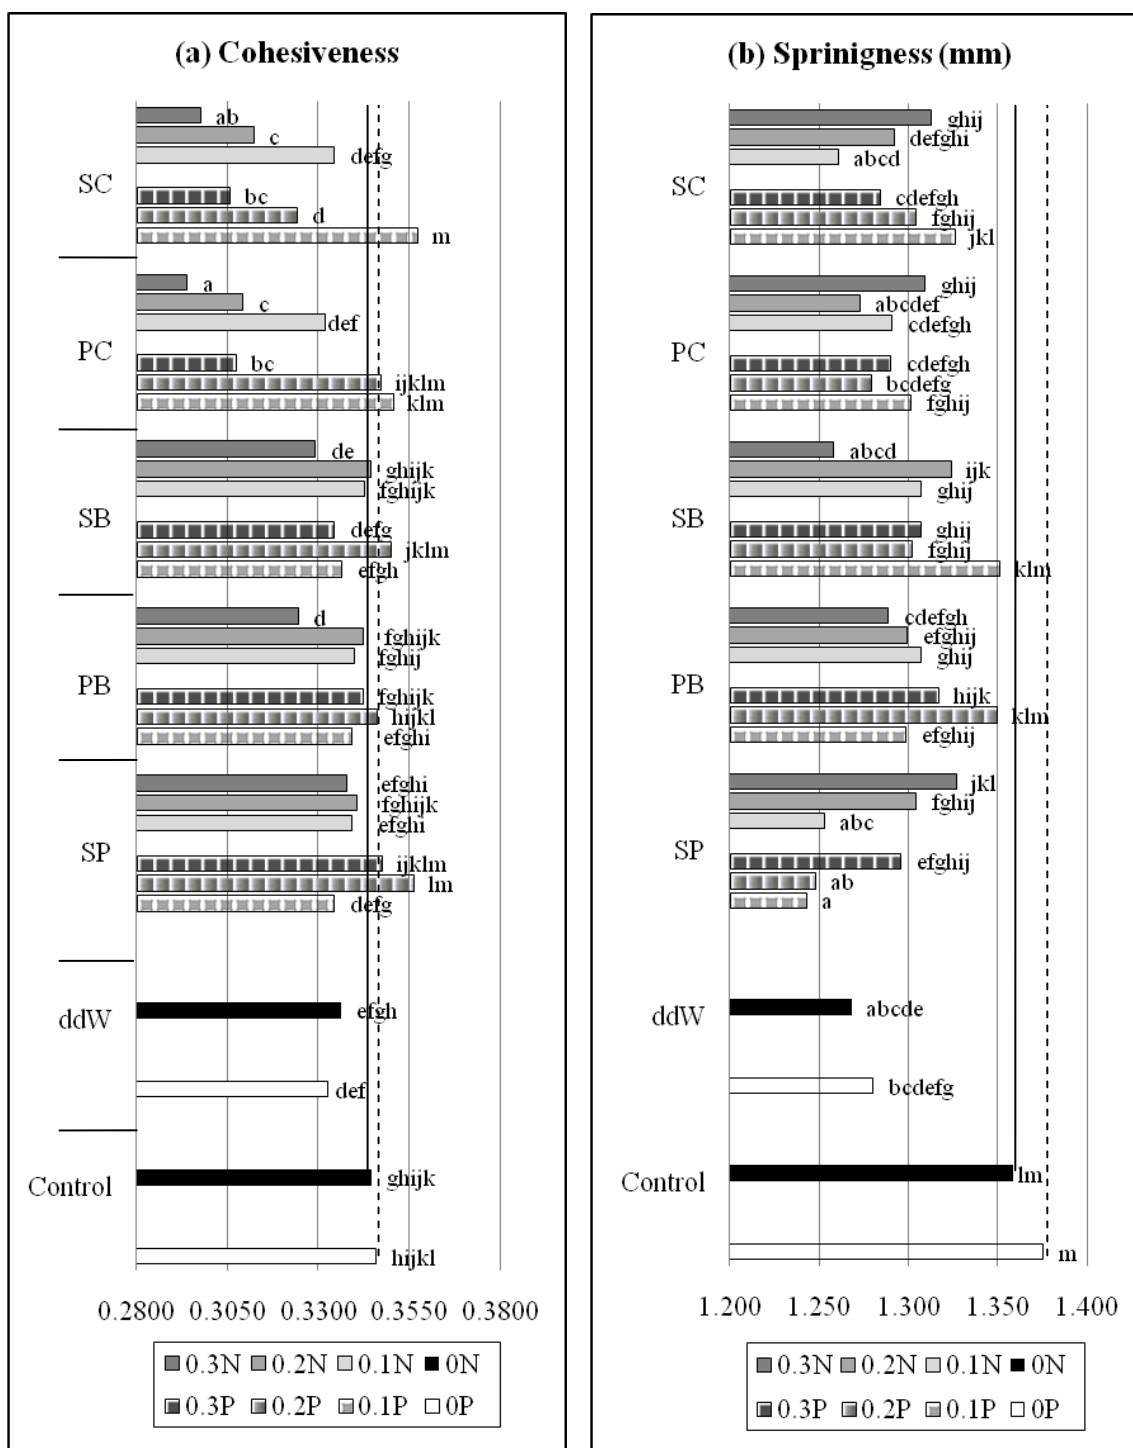 (a) Cohesiveness
ab
c
defg
SC
bc
d
m
a
c
def
PC
bc
ijklm
klm
de
ghijk
fghijk
SB
defg
jklm
efgh
d
fghijk
fghij
PB
fghijk
hijkl
efghi
efghi
fghijk
efghi
SP
ijklm
lm
defg
efgh
ddW
def
ghijk
Control
hijkl
0.2800 0.3050 0.3300 0.3550 0.3800
0.3N 0.2N 0.1N 0N
0.3P 0.2P 0.1P 0P
(b) Sprinigness (mm)
ghij
defghi
abcd
SC
cdefgh
fghij
jkl
ghij
abcdef
cdefgh
PC
cdefgh
bcdefg
fghij
abcd
ijk
ghij
SB
ghij
fghij
klm
cdefgh
efghij
ghij
PB
hijk
klm
efghij
jkl
fghij
abc
SP
efghij
ab
a
abcde
ddW
bcdefg
lm
Control
m
1.200 1.250 1.300 1.350 1.400
0.3N 0.2N 0.1N 0N
0.3P 0.2P 0.1P 0P